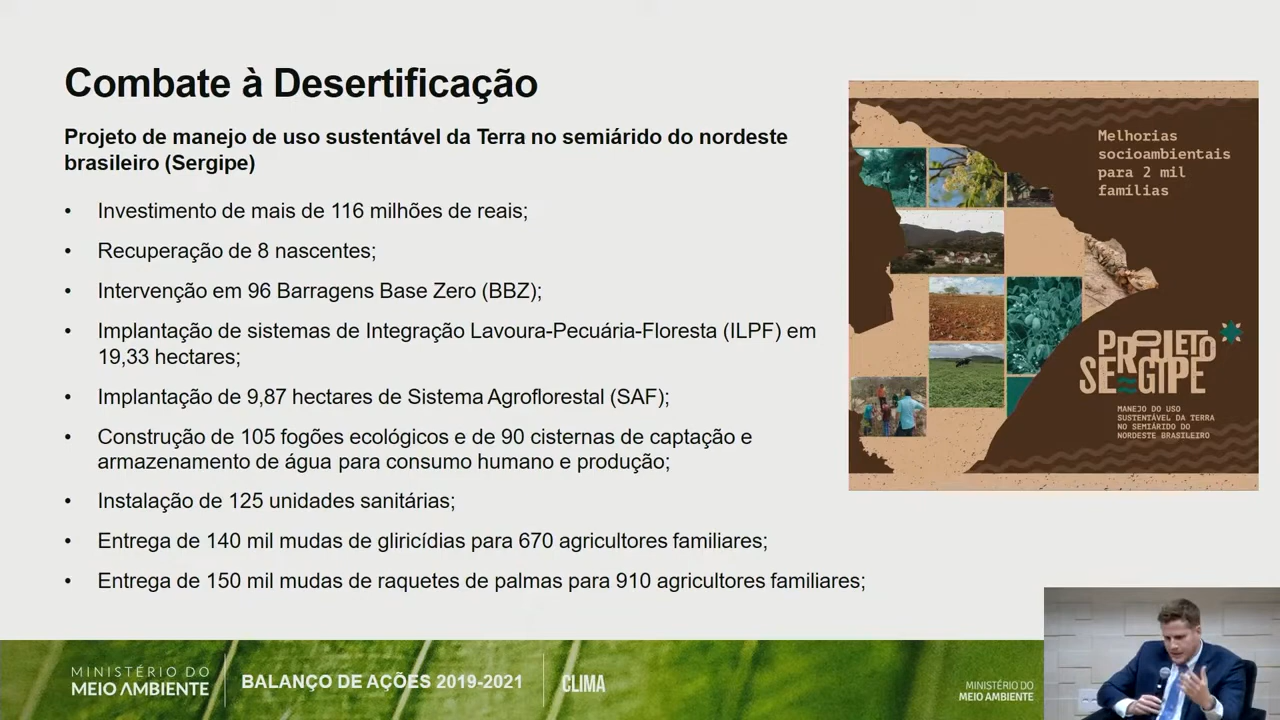 Combate à Desertificação
Projeto de manejo de uso sustentável da Terra no semiárido do nordeste
brasileiro (Sergipe)
• Investimento de mais de 116 milhões de reais;
• Recuperação de 8 nascentes;
• Intervenção em 96 Barragens Base Zero (BBZ);
• Implantação de sistemas de Integração Lavoura-Pecuária-Floresta (ILPF) em
19,33 hectares;
• Implantação de 9,87 hectares de Sistema Agroflorestal (SAF);
• Construção de 105 fogões ecológicos e de 90 cisternas de captação e
armazenamento de água para consumo humano e produção;
• Instalação de 125 unidades sanitárias;
• Entrega de 140 mil mudas de gliricídias para 670 agricultores familiares;
• Entrega de 150 mil mudas de raquetes de palmas para 910 agricultores familiares;
Melhorias
socioambientais
para 2 mil
famílias
PROJETO
SERGIPE
MANEJO DO USO
SUSTENTÁVEL DA TERRA
NO SEMIÁRIDO DO
NORDESTE BRASILEIRO
MINISTÉRIO DO
MEIO AMBIENTE
BALANÇO DE AÇÕES 2019-2021
CLIMA
MINISTÉRIO DO
MEIO AMBIENTE